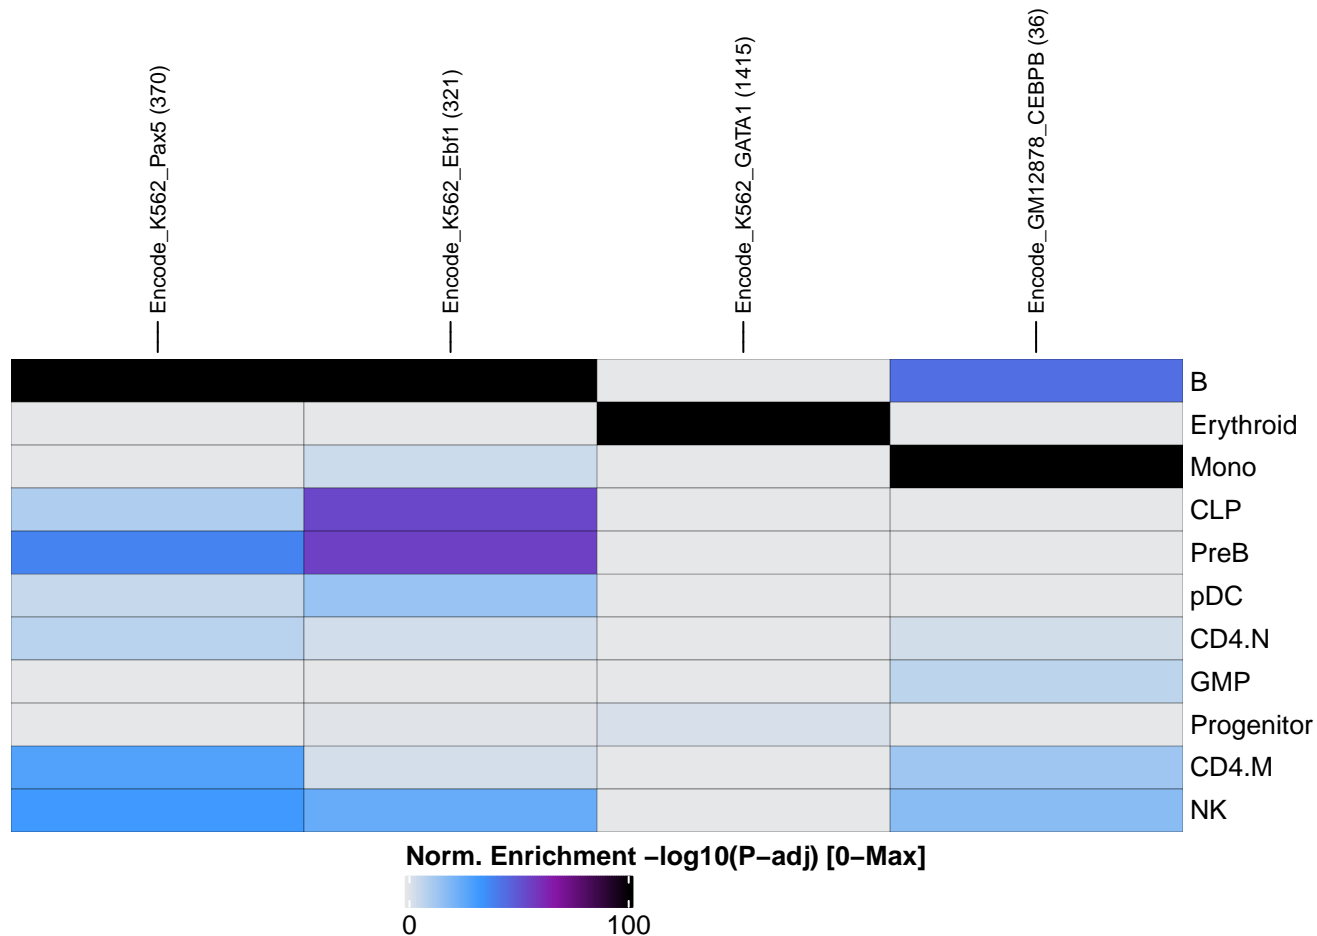 Encode_K562_Pax5 (370)
Encode_K562_Ebf1 (321)
Encode_K562_GATA1 (1415)
Encode_GM12878_CEBPB (36)
B
Erythroid
Mono
CLP
PreB
pDC
CD4.N
GMP
Progenitor
CD4.M
NK
Norm. Enrichment −log10(P−adj) [0−Max]
0 100